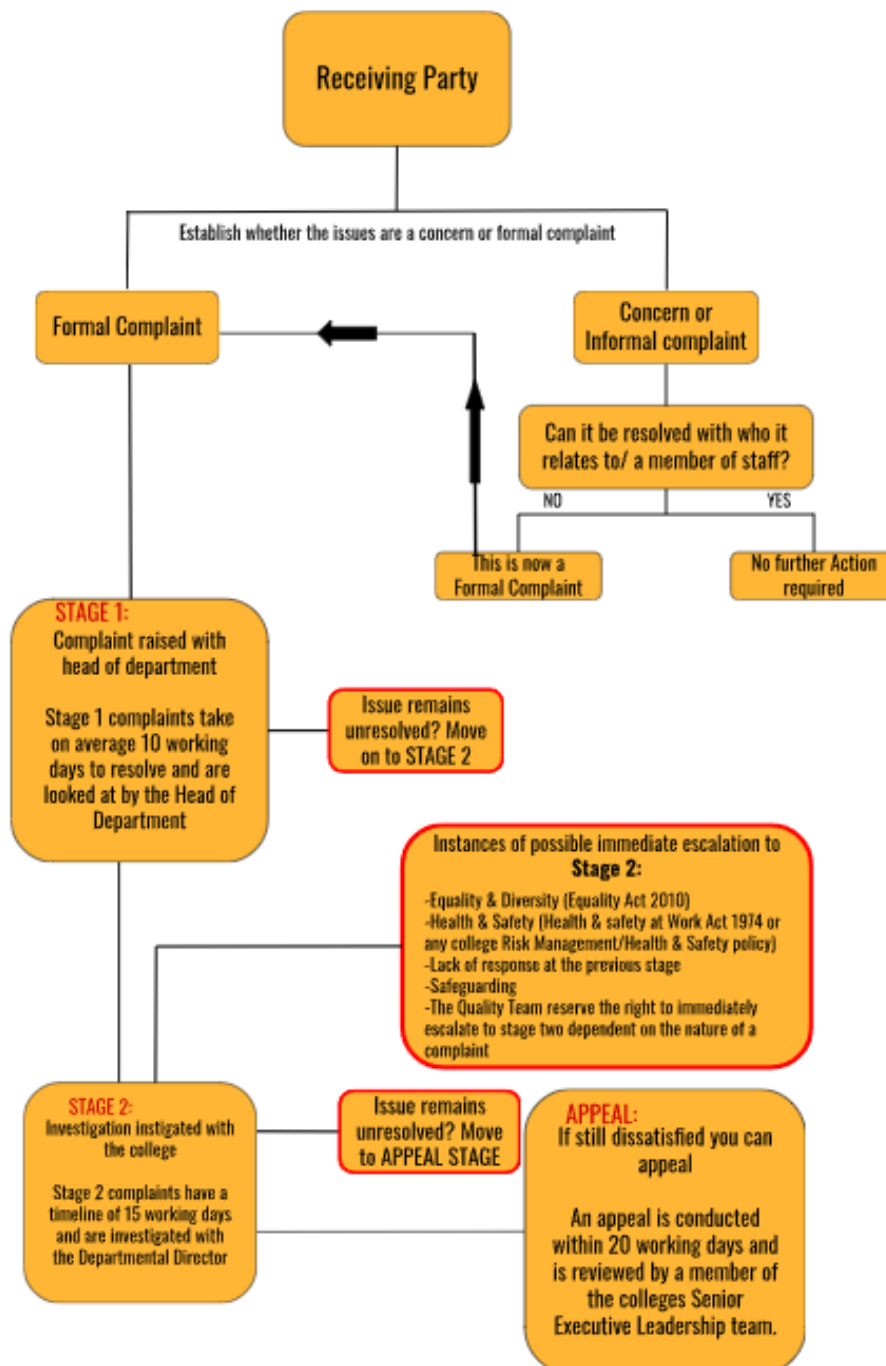 Receiving Party
Establish whether the issues are a concern or formal complaint
Formal Complaint
Concern or
Informal complaint
Can it be resolved with who it
relates to/ a member of staff?
NO
YES
This is now a
Formal Complaint
No further Action
required
STAGE 1:
Complaint raised with
head of department
Stage 1 complaints take
on average 10 working
days to resolve and are
looked at by the Head of
Department
Issue remains
unresolved? Move
on to STAGE 2
Instances of possible immediate escalation to
Stage 2:
-Equality & Diversity (Equality Act 2010)
-Health & Safety (Health & safety at Work Act 1974 or
any college Risk Management/Health & Safety policy)
-Lack of response at the previous stage
-Safeguarding
-The Quality Team reserve the right to immediately
escalate to stage two dependent on the nature of a
complaint
STAGE 2:
Investigation instigated with
the college
Stage 2 complaints have a
timeline of 15 working days
and are investigated with
the Departmental Director
Issue remains
unresolved? Move
to APPEAL STAGE
APPEAL:
If still dissatisfied you can
appeal
An appeal is conducted
within 20 working days and
is reviewed by a member of
the colleges Senior
Executive Leadership team.